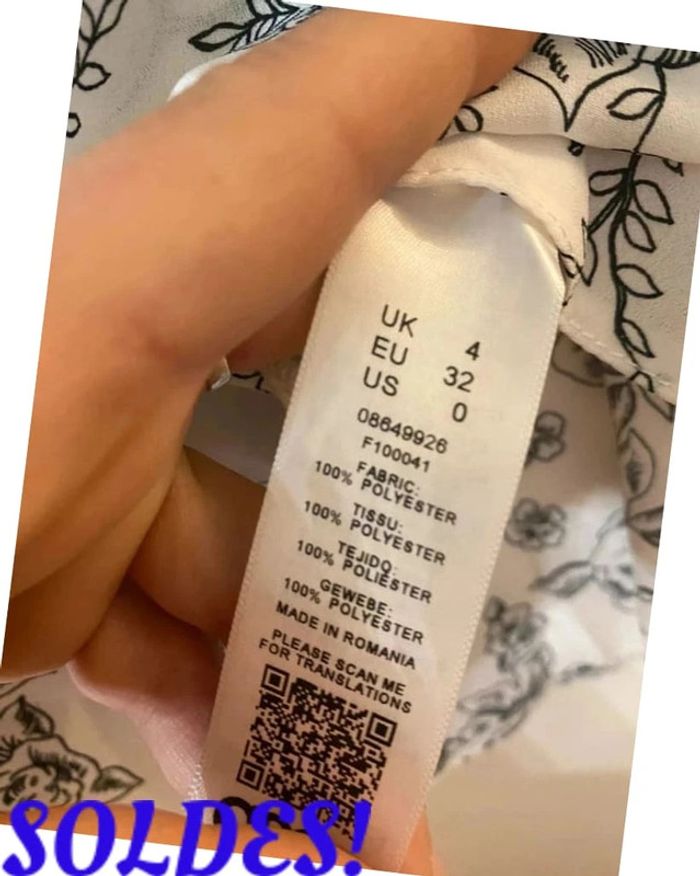 UK 4
EU 32
US 0
08649926
F100041
FABRIC:
100% POLYESTER
TISSU:
100% POLYESTER
TEJIDO:
100% POLIÉSTER
GEWEBE:
100% POLYESTER
MADE IN ROMANIA
PLEASE SCAN ME
FOR TRANSLATIONS
SOLDES!